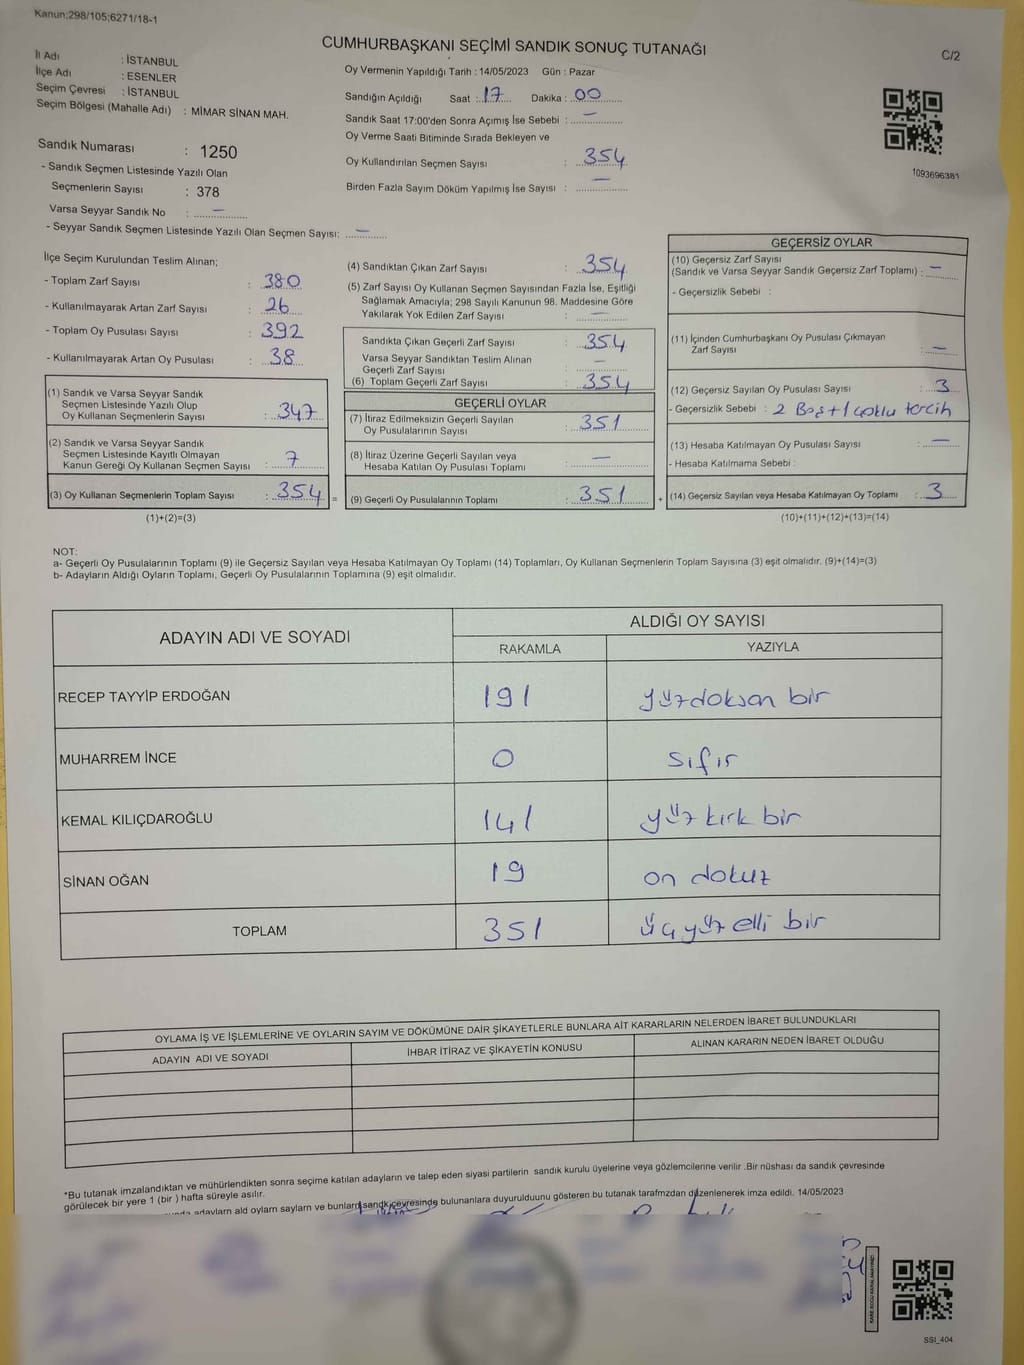 Kanun;298/105;6271/18-1
CUMHURBAŞKANI SEÇİMİ SANDIK SONUÇ TUTANAĞI
C/2
İl Adı : İSTANBUL
İlçe Adı : ESENLER
Seçim Çevresi : İSTANBUL
Seçim Bölgesi (Mahalle Adı) : MİMAR SİNAN MAH.
Sandık Numarası : 1250
- Sandık Seçmen Listesinde Yazılı Olan
Seçmenlerin Sayısı : 378
Varsa Seyyar Sandık No : —
- Seyyar Sandık Seçmen Listesinde Yazılı Olan Seçmen Sayısı: —
Oy Vermenin Yapıldığı Tarih : 14/05/2023 Gün : Pazar
Sandığın Açıldığı Saat : 17 Dakika : 00
Sandık Saat 17:00'den Sonra Açımış İse Sebebi : —
Oy Verme Saati Bitiminde Sırada Bekleyen ve
Oy Kullandırılan Seçmen Sayısı : 354
Birden Fazla Sayım Döküm Yapılmış İse Sayısı : —
1093696381
İlçe Seçim Kurulundan Teslim Alınan;
- Toplam Zarf Sayısı : 380
- Kullanılmayarak Artan Zarf Sayısı : 26
- Toplam Oy Pusulası Sayısı : 392
- Kullanılmayarak Artan Oy Pusulası : 38
(1) Sandık ve Varsa Seyyar Sandık
Seçmen Listesinde Yazılı Olup
Oy Kullanan Seçmenlerin Sayısı : 347
(2) Sandık ve Varsa Seyyar Sandık
Seçmen Listesinde Kayıtlı Olmayan
Kanun Gereği Oy Kullanan Seçmen Sayısı : 7
(3) Oy Kullanan Seçmenlerin Toplam Sayısı : 354 =
(1)+(2)=(3)
(4) Sandıktan Çıkan Zarf Sayısı : 354
(5) Zarf Sayısı Oy Kullanan Seçmen Sayısından Fazla İse, Eşitliği
Sağlamak Amacıyla; 298 Sayılı Kanunun 98. Maddesine Göre
Yakılarak Yok Edilen Zarf Sayısı : —
Sandıkta Çıkan Geçerli Zarf Sayısı : 354
Varsa Seyyar Sandıktan Teslim Alınan
Geçerli Zarf Sayısı : —
(6) Toplam Geçerli Zarf Sayısı : 354
GEÇERLİ OYLAR
(7) İtiraz Edilmeksizin Geçerli Sayılan
Oy Pusulalarının Sayısı : 351
(8) İtiraz Üzerine Geçerli Sayılan veya
Hesaba Katılan Oy Pusulası Toplamı : —
(9) Geçerli Oy Pusulalarının Toplamı : 351 +
GEÇERSİZ OYLAR
(10) Geçersiz Zarf Sayısı
(Sandık ve Varsa Seyyar Sandık Geçersiz Zarf Toplamı) : —
- Geçersizlik Sebebi :
(11) İçinden Cumhurbaşkanı Oy Pusulası Çıkmayan
Zarf Sayısı : —
(12) Geçersiz Sayılan Oy Pusulası Sayısı : 3
- Geçersizlik Sebebi : 2 Boş + 1 çoklu tercih
(13) Hesaba Katılmayan Oy Pusulası Sayısı : —
- Hesaba Katılmama Sebebi :
(14) Geçersiz Sayılan veya Hesaba Katılmayan Oy Toplamı : 3
(10)+(11)+(12)+(13)=(14)
NOT:
a- Geçerli Oy Pusulalarının Toplamı (9) ile Geçersiz Sayılan veya Hesaba Katılmayan Oy Toplamı (14) Toplamları, Oy Kullanan Seçmenlerin Toplam Sayısına (3) eşit olmalıdır. (9)+(14)=(3)
b- Adayların Aldığı Oyların Toplamı, Geçerli Oy Pusulalarının Toplamına (9) eşit olmalıdır.
ADAYIN ADI VE SOYADI
ALDIĞI OY SAYISI
RAKAMLA YAZIYLA
RECEP TAYYİP ERDOĞAN 191 yüzdoksan bir
MUHARREM İNCE 0 sıfır
KEMAL KILIÇDAROĞLU 141 yüz kırk bir
SİNAN OĞAN 19 on dokuz
TOPLAM 351 üçyüz elli bir
OYLAMA İŞ VE İŞLEMLERİNE VE OYLARIN SAYIM VE DÖKÜMÜNE DAİR ŞİKAYETLERLE BUNLARA AİT KARARLARIN NELERDEN İBARET BULUNDUKLARI
ADAYIN ADI VE SOYADI İHBAR İTİRAZ VE ŞİKAYETİN KONUSU ALINAN KARARIN NEDEN İBARET OLDUĞU
*Bu tutanak imzalandıktan ve mühürlendikten sonra seçime katılan adayların ve talep eden siyasi partilerin sandık kurulu üyelerine veya gözlemcilerine verilir .Bir nüshası da sandık çevresinde
görülecek bir yere 1 (bir ) hafta süreyle asılır.
adayların ald oyların sayları ve bunların sandık çevresinde bulunanlara duyurulduunu gösteren bu tutanak tarafmzdan düzenlenerek imza edildi. 14/05/2023
SSI_404